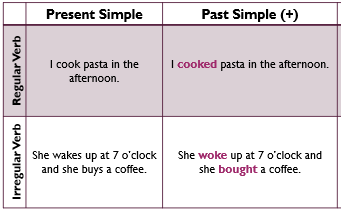 Present Simple
Past Simple (+)
Regular Verb
I cook pasta in the
afternoon.
I cooked pasta in the afternoon.
Irregular Verb
She wakes up at 7 o'clock
and she buys a coffee.
She woke up at 7 o'clock and
she bought a coffee.